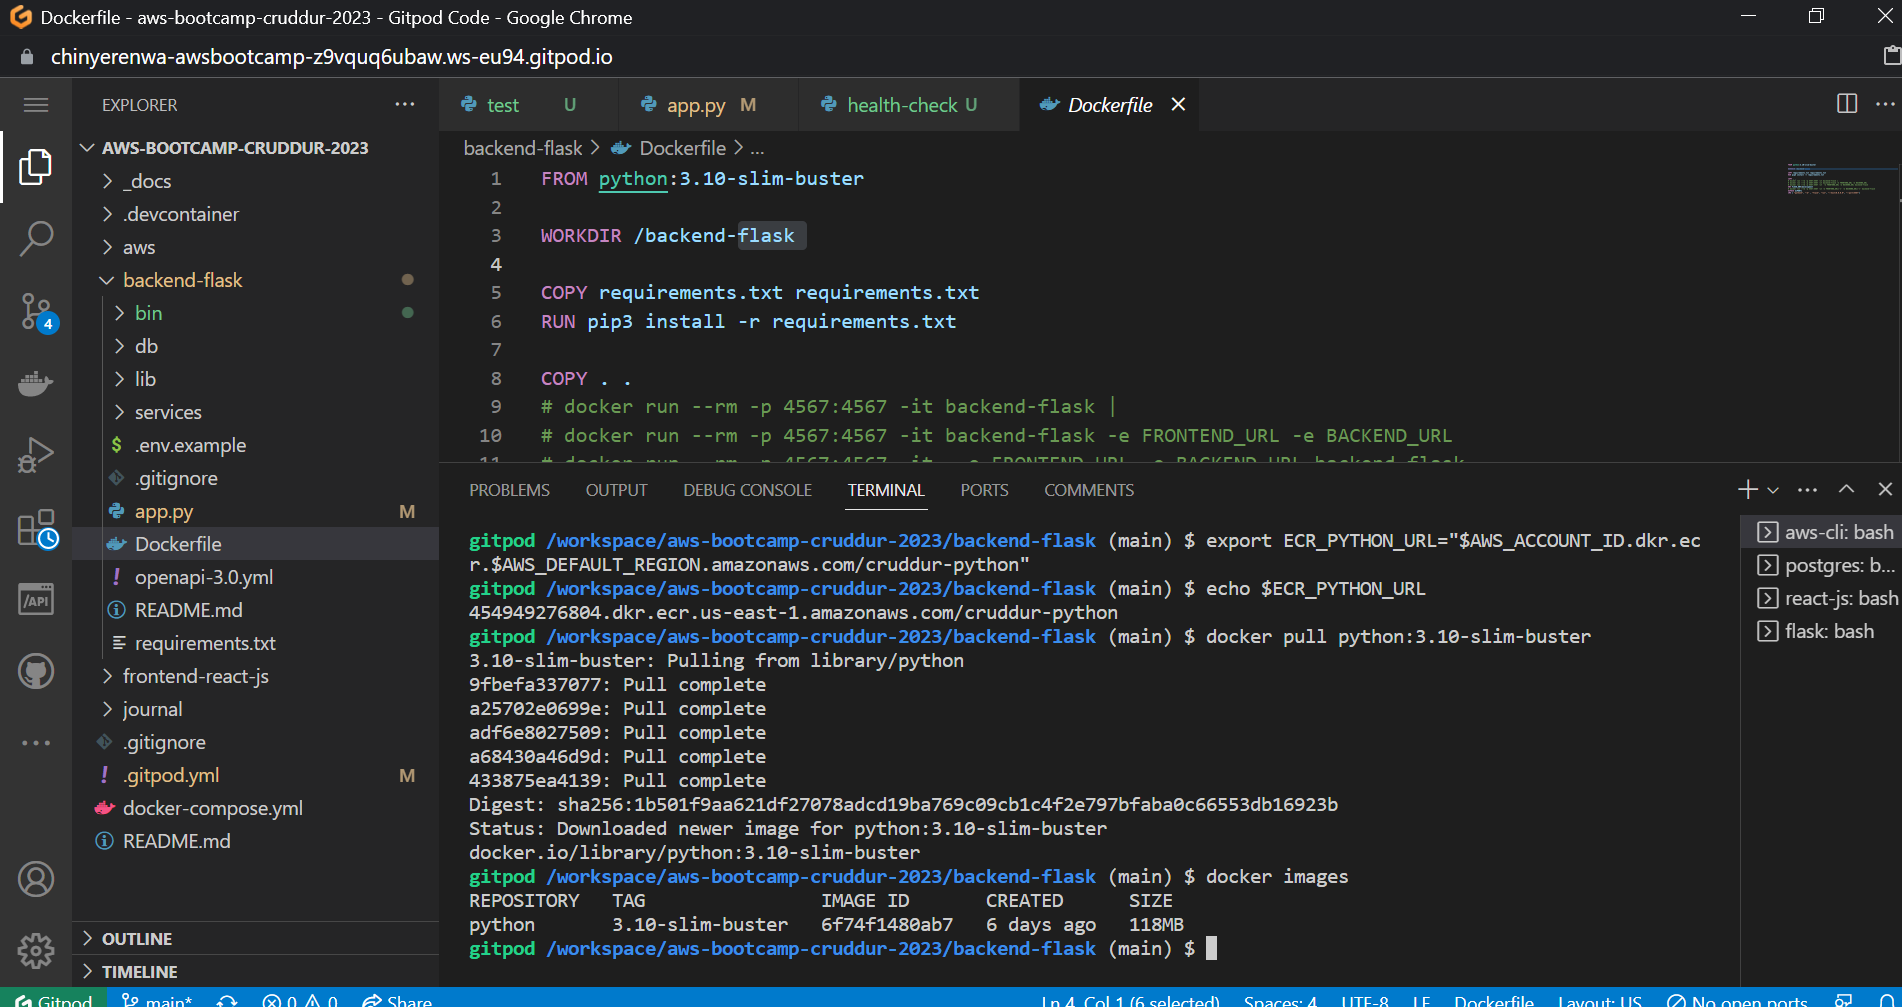 Dockerfile - aws-bootcamp-cruddur-2023 - Gitpod Code - Google Chrome
chinyerenwa-awsbootcamp-z9vquq6ubaw.ws-eu94.gitpod.io
EXPLORER
AWS-BOOTCAMP-CRUDDUR-2023
_docs
.devcontainer
aws
backend-flask
bin
db
lib
services
$ .env.example
.gitignore
app.py M
Dockerfile
! openapi-3.0.yml
README.md
requirements.txt
frontend-react-js
journal
.gitignore
! .gitpod.yml M
docker-compose.yml
README.md
OUTLINE
TIMELINE
4
/API
test U
app.py M
health-check U
Dockerfile
backend-flask > Dockerfile > ...
1 FROM python:3.10-slim-buster
2
3 WORKDIR /backend-flask
4
5 COPY requirements.txt requirements.txt
6 RUN pip3 install -r requirements.txt
7
8 COPY . .
9 # docker run --rm -p 4567:4567 -it backend-flask |
10 # docker run --rm -p 4567:4567 -it backend-flask -e FRONTEND_URL -e BACKEND_URL
11 # docker run --rm -p 4567:4567 -it -e FRONTEND_URL -e BACKEND_URL backend-flask
PROBLEMS OUTPUT DEBUG CONSOLE TERMINAL PORTS COMMENTS
gitpod /workspace/aws-bootcamp-cruddur-2023/backend-flask (main) $ export ECR_PYTHON_URL="$AWS_ACCOUNT_ID.dkr.ec
r.$AWS_DEFAULT_REGION.amazonaws.com/cruddur-python"
gitpod /workspace/aws-bootcamp-cruddur-2023/backend-flask (main) $ echo $ECR_PYTHON_URL
454949276804.dkr.ecr.us-east-1.amazonaws.com/cruddur-python
gitpod /workspace/aws-bootcamp-cruddur-2023/backend-flask (main) $ docker pull python:3.10-slim-buster
3.10-slim-buster: Pulling from library/python
9fbefa337077: Pull complete
a25702e0699e: Pull complete
adf6e8027509: Pull complete
a68430a46d9d: Pull complete
433875ea4139: Pull complete
Digest: sha256:1b501f9aa621df27078adcd19ba769c09cb1c4f2e797bfaba0c66553db16923b
Status: Downloaded newer image for python:3.10-slim-buster
docker.io/library/python:3.10-slim-buster
gitpod /workspace/aws-bootcamp-cruddur-2023/backend-flask (main) $ docker images
REPOSITORY TAG IMAGE ID CREATED SIZE
python 3.10-slim-buster 6f74f1480ab7 6 days ago 118MB
gitpod /workspace/aws-bootcamp-cruddur-2023/backend-flask (main) $
aws-cli: bash
postgres: b...
react-js: bash
flask: bash
Gitpod main* 0 0 Share Ln 4, Col 1 (6 selected) Spaces: 4 UTF-8 LF Dockerfile Layout: US No open ports